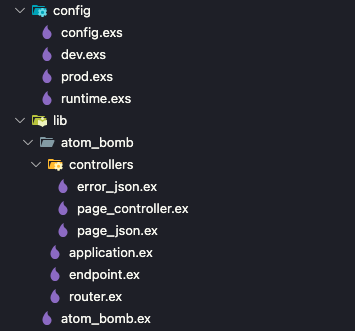 config
config.exs
dev.exs
prod.exs
runtime.exs
lib
atom_bomb
controllers
error_json.ex
page_controller.ex
page_json.ex
application.ex
endpoint.ex
router.ex
atom_bomb.ex